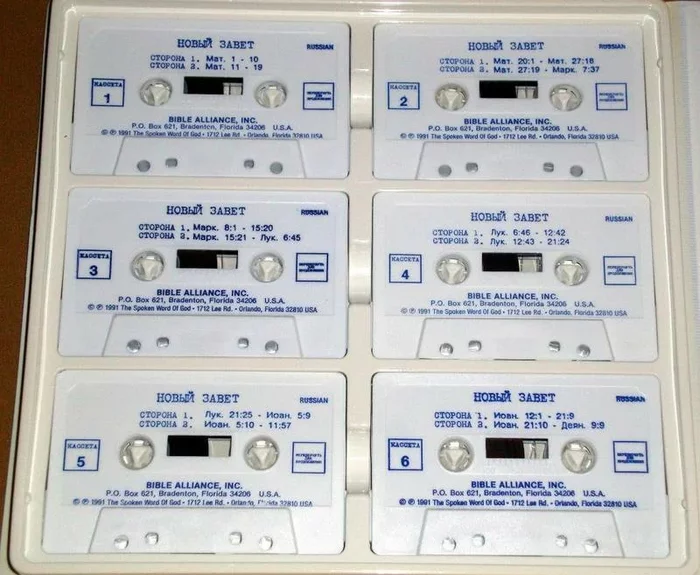 НОВЫЙ ЗАВЕТ
RUSSIAN
СТОРОНА 1. Мат. 1 - 10
СТОРОНА 2. Мат. 11 - 19
КАССЕТА
1
BIBLE ALLIANCE, INC.
P.O. Box 621, Bradenton, Florida 34206 U.S.A.
© ℗ 1991 The Spoken Word Of God • 1712 Lee Rd. • Orlando, Florida 32810 USA
НОВЫЙ ЗАВЕТ
RUSSIAN
СТОРОНА 1. Мат. 20:1 - Мат. 27:18
СТОРОНА 2. Мат. 27:19 - Марк. 7:37
КАССЕТА
2
BIBLE ALLIANCE, INC.
P.O. Box 621, Bradenton, Florida 34206 U.S.A.
© ℗ 1991 The Spoken Word Of God • 1712 Lee Rd. • Orlando, Florida 32810 USA
НОВЫЙ ЗАВЕТ
RUSSIAN
СТОРОНА 1. Марк. 8:1 - 15:20
СТОРОНА 2. Марк. 15:21 - Лук. 6:45
КАССЕТА
3
BIBLE ALLIANCE, INC.
P.O. Box 621, Bradenton, Florida 34206 U.S.A.
© ℗ 1991 The Spoken Word Of God • 1712 Lee Rd. • Orlando, Florida 32810 USA
НОВЫЙ ЗАВЕТ
RUSSIAN
СТОРОНА 1. Лук. 6:46 - 12:42
СТОРОНА 2. Лук. 12:43 - 21:24
КАССЕТА
4
BIBLE ALLIANCE, INC.
P.O. Box 621, Bradenton, Florida 34206 U.S.A.
© ℗ 1991 The Spoken Word Of God • 1712 Lee Rd. • Orlando, Florida 32810 USA
НОВЫЙ ЗАВЕТ
RUSSIAN
СТОРОНА 1. Лук. 21:25 - Иоан. 5:9
СТОРОНА 2. Иоан. 5:10 - 11:57
КАССЕТА
5
BIBLE ALLIANCE, INC.
P.O. Box 621, Bradenton, Florida 34206 U.S.A.
© ℗ 1991 The Spoken Word Of God • 1712 Lee Rd. • Orlando, Florida 32810 USA
НОВЫЙ ЗАВЕТ
RUSSIAN
СТОРОНА 1. Иоан. 12:1 - 21:9
СТОРОНА 2. Иоан. 21:10 - Деян. 9:9
КАССЕТА
6
BIBLE ALLIANCE, INC.
P.O. Box 621, Bradenton, Florida 34206 U.S.A.
© ℗ 1991 The Spoken Word Of God • 1712 Lee Rd. • Orlando, Florida 32810 USA